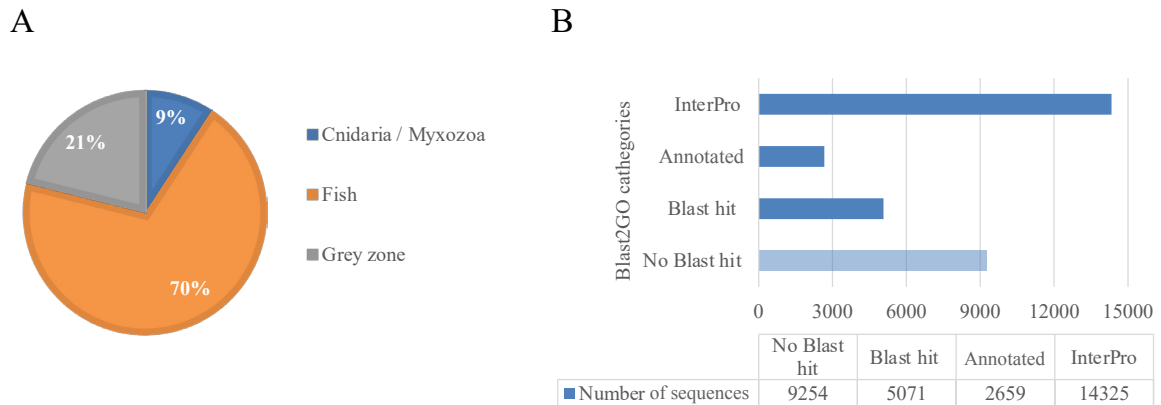 A
9%
21%
70%
Cnidaria / Myxozoa
Fish
Grey zone
B
Blast2GO cathegories
InterPro
Annotated
Blast hit
No Blast hit
0 3000 6000 9000 12000 15000
No Blast hit Blast hit Annotated InterPro
Number of sequences 9254 5071 2659 14325